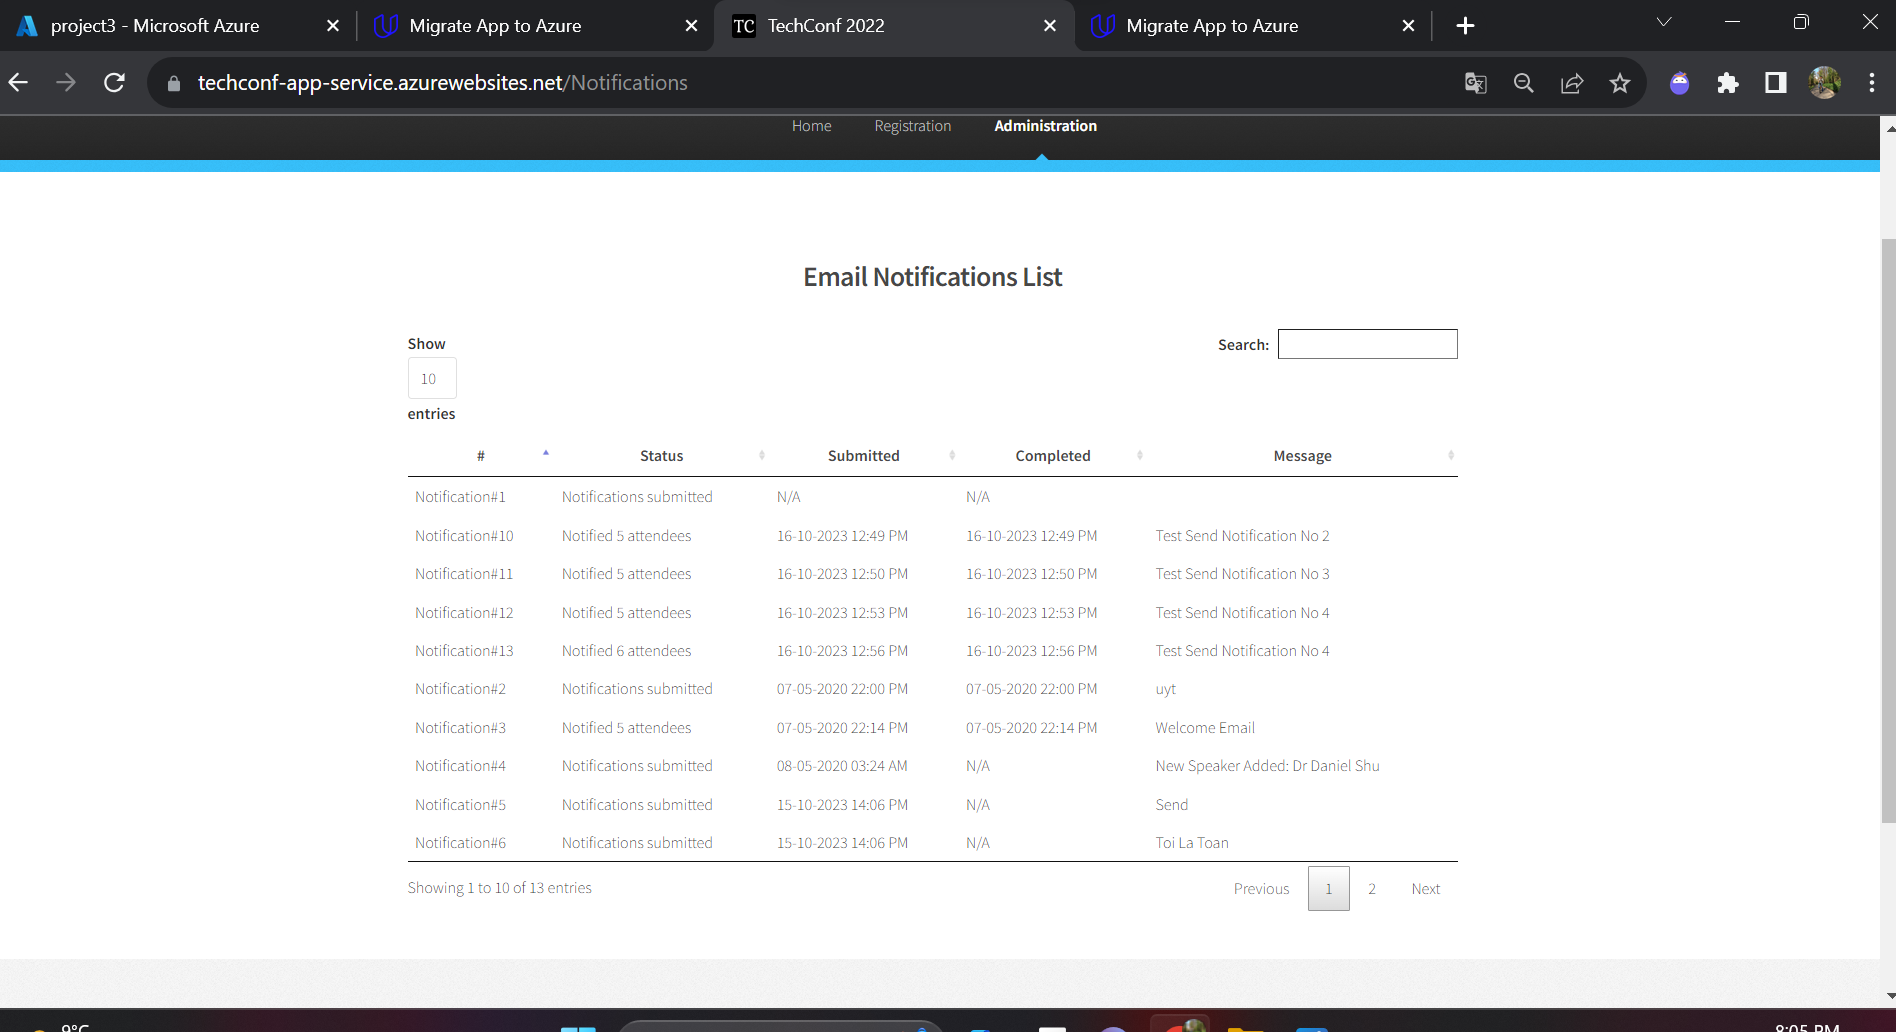 project3 - Microsoft Azure
Migrate App to Azure
TC TechConf 2022
Migrate App to Azure
techconf-app-service.azurewebsites.net/Notifications
Home Registration Administration
Email Notifications List
Show
10
entries
Search:
# Status Submitted Completed Message
Notification#1 Notifications submitted N/A N/A
Notification#10 Notified 5 attendees 16-10-2023 12:49 PM 16-10-2023 12:49 PM Test Send Notification No 2
Notification#11 Notified 5 attendees 16-10-2023 12:50 PM 16-10-2023 12:50 PM Test Send Notification No 3
Notification#12 Notified 5 attendees 16-10-2023 12:53 PM 16-10-2023 12:53 PM Test Send Notification No 4
Notification#13 Notified 6 attendees 16-10-2023 12:56 PM 16-10-2023 12:56 PM Test Send Notification No 4
Notification#2 Notifications submitted 07-05-2020 22:00 PM 07-05-2020 22:00 PM uyt
Notification#3 Notified 5 attendees 07-05-2020 22:14 PM 07-05-2020 22:14 PM Welcome Email
Notification#4 Notifications submitted 08-05-2020 03:24 AM N/A New Speaker Added: Dr Daniel Shu
Notification#5 Notifications submitted 15-10-2023 14:06 PM N/A Send
Notification#6 Notifications submitted 15-10-2023 14:06 PM N/A Toi La Toan
Showing 1 to 10 of 13 entries
Previous 1 2 Next
9°C
8:05 PM